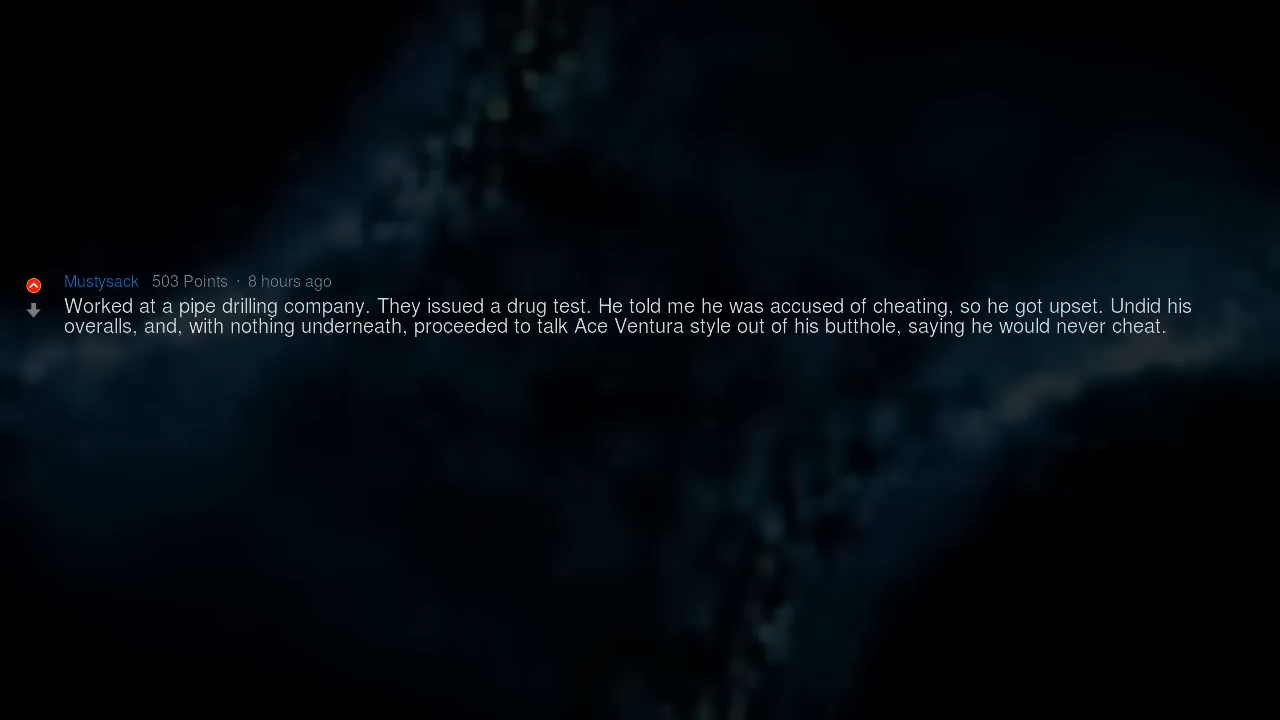 Mustysack 503 Points · 8 hours ago
Worked at a pipe drilling company. They issued a drug test. He told me he was accused of cheating, so he got upset. Undid his
overalls, and, with nothing underneath, proceeded to talk Ace Ventura style out of his butthole, saying he would never cheat.